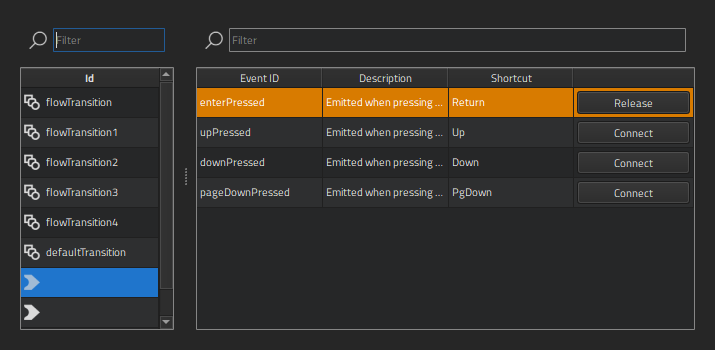 Filter
Filter
Id
flowTransition
flowTransition1
flowTransition2
flowTransition3
flowTransition4
defaultTransition
Event ID Description Shortcut
enterPressed Emitted when pressing ... Return Release
upPressed Emitted when pressing ... Up Connect
downPressed Emitted when pressing ... Down Connect
pageDownPressed Emitted when pressing ... PgDown Connect